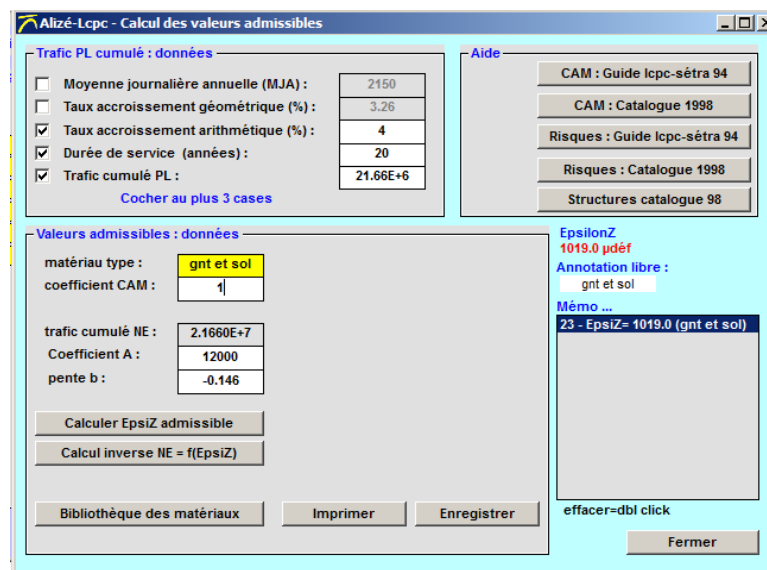 Alizé-Lcpc - Calcul des valeurs admissibles
Trafic PL cumulé : données
Moyenne journalière annuelle (MJA) : 2150
Taux accroissement géométrique (%) : 3.26
Taux accroissement arithmétique (%) : 4
Durée de service (années) : 20
Trafic cumulé PL : 21.66E+6
Cocher au plus 3 cases
Aide
CAM : Guide lcpc-sétra 94
CAM : Catalogue 1998
Risques : Guide lcpc-sétra 94
Risques : Catalogue 1998
Structures catalogue 98
Valeurs admissibles : données
matériau type : gnt et sol
coefficient CAM : 1
trafic cumulé NE : 2.1660E+7
Coefficient A : 12000
pente b : -0.146
Calculer EpsiZ admissible
Calcul inverse NE = f(EpsiZ)
Bibliothèque des matériaux
Imprimer
Enregistrer
EpsilonZ
1019.0 µdéf
Annotation libre :
gnt et sol
Mémo ...
23 - EpsiZ= 1019.0 (gnt et sol)
effacer=dbl click
Fermer